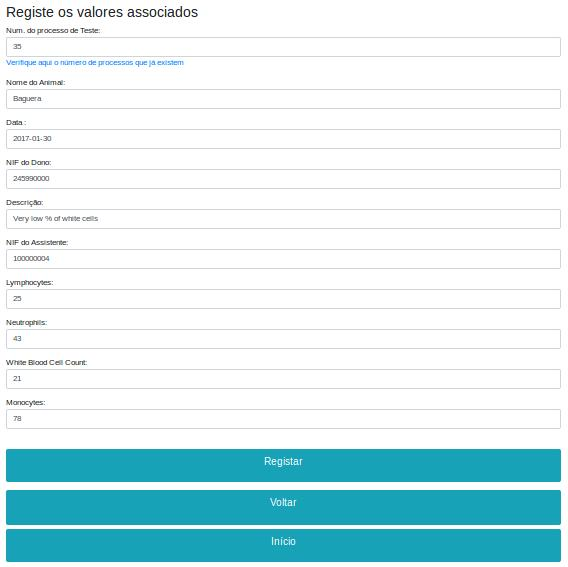 Registe os valores associados
Num. do processo de Teste:
35
Verifique aqui o número de processos que já existem
Nome do Animal:
Baguera
Data :
2017-01-30
NIF do Dono:
245990000
Descrição:
Very low % of white cells
NIF do Assistente:
100000004
Lymphocytes:
25
Neutrophils:
43
White Blood Cell Count:
21
Monocytes:
78
Registar
Voltar
Início